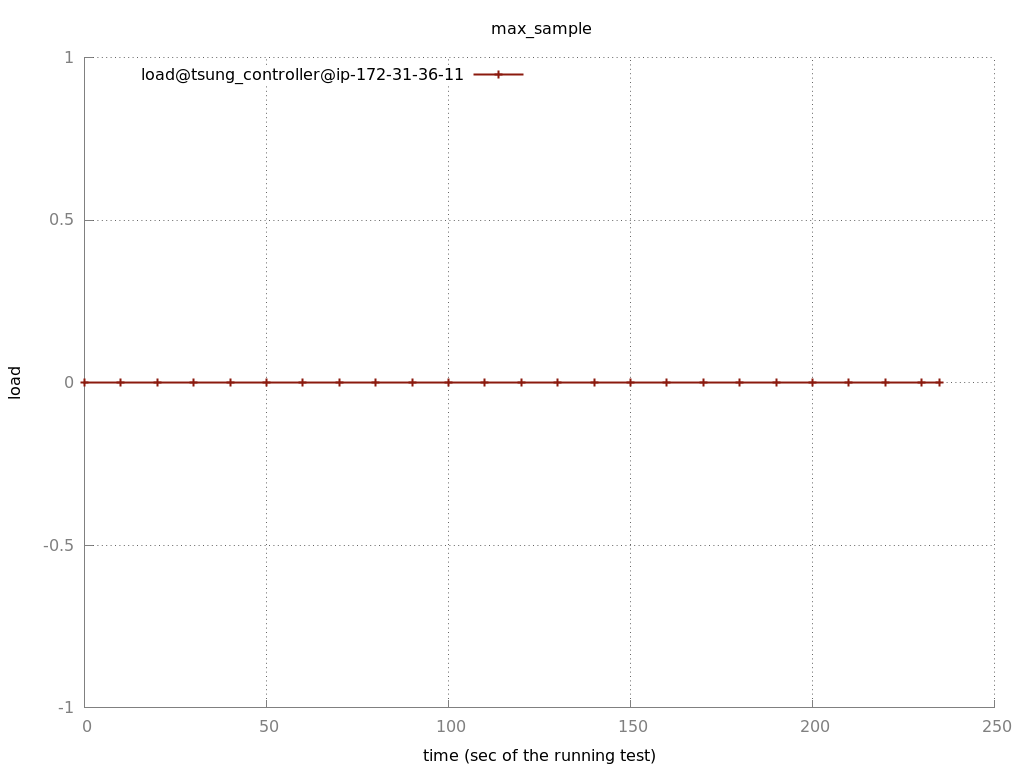 max_sample
1
load@tsung_controller@ip-172-31-36-11
0.5
load
0
-0.5
-1
0 50 100 150 200 250
time (sec of the running test)